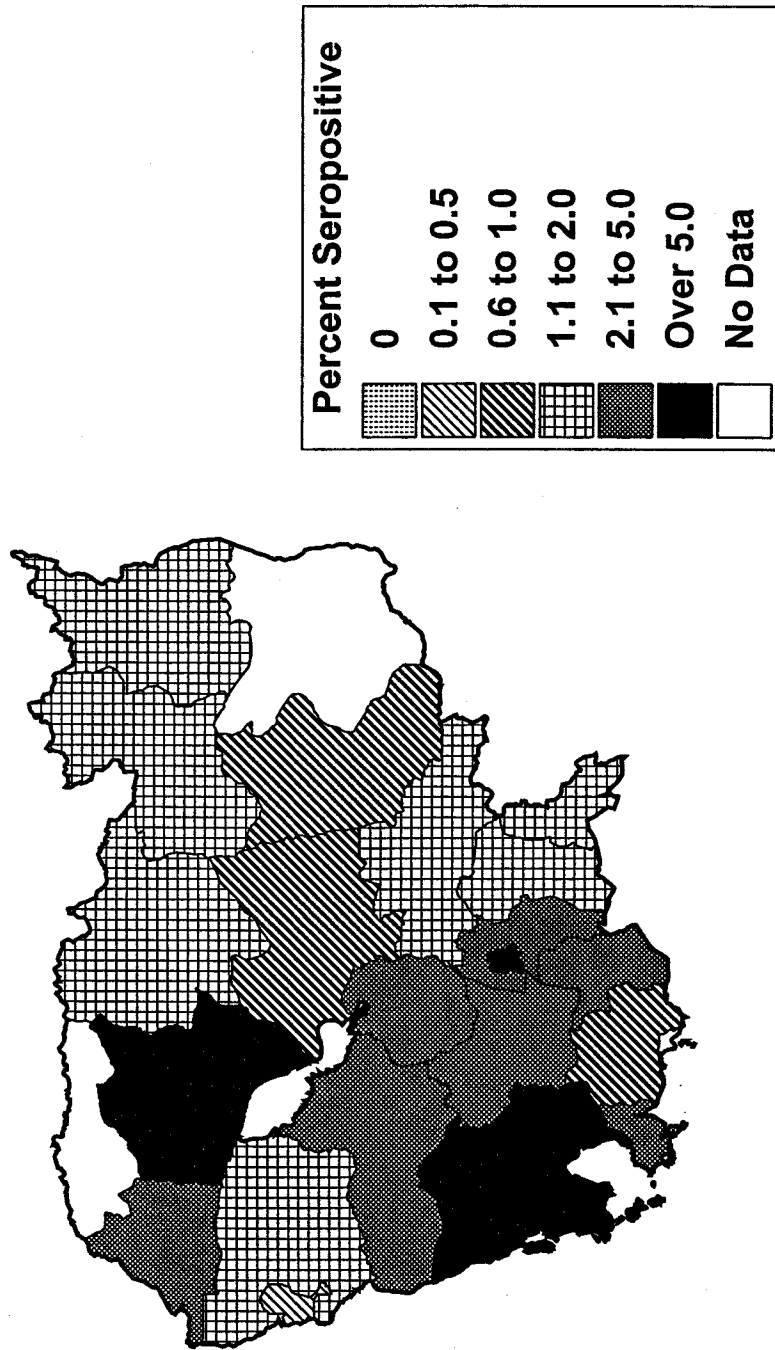 Percent Seropositive
0
0.1 to 0.5
0.6 to 1.0
1.1 to 2.0
2.1 to 5.0
Over 5.0
No Data